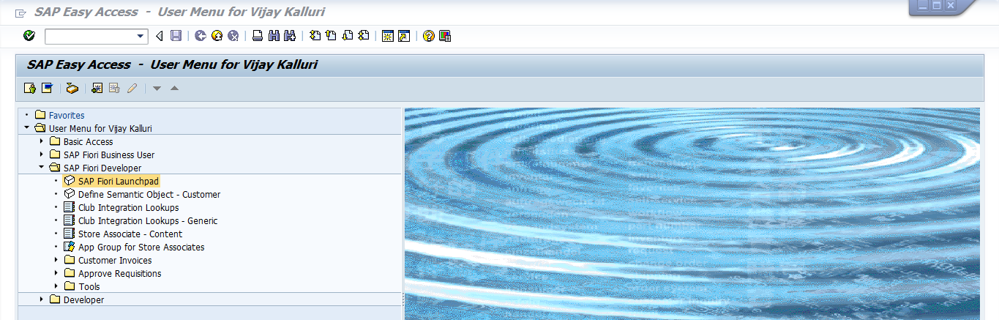 SAP Easy Access - User Menu for Vijay Kalluri
SAP Easy Access - User Menu for Vijay Kalluri
Favorites
User Menu for Vijay Kalluri
Basic Access
SAP Fiori Business User
SAP Fiori Developer
SAP Fiori Launchpad
Define Semantic Object - Customer
Club Integration Lookups
Club Integration Lookups - Generic
Store Associate - Content
App Group for Store Associates
Customer Invoices
Approve Requisitions
Tools
Developer